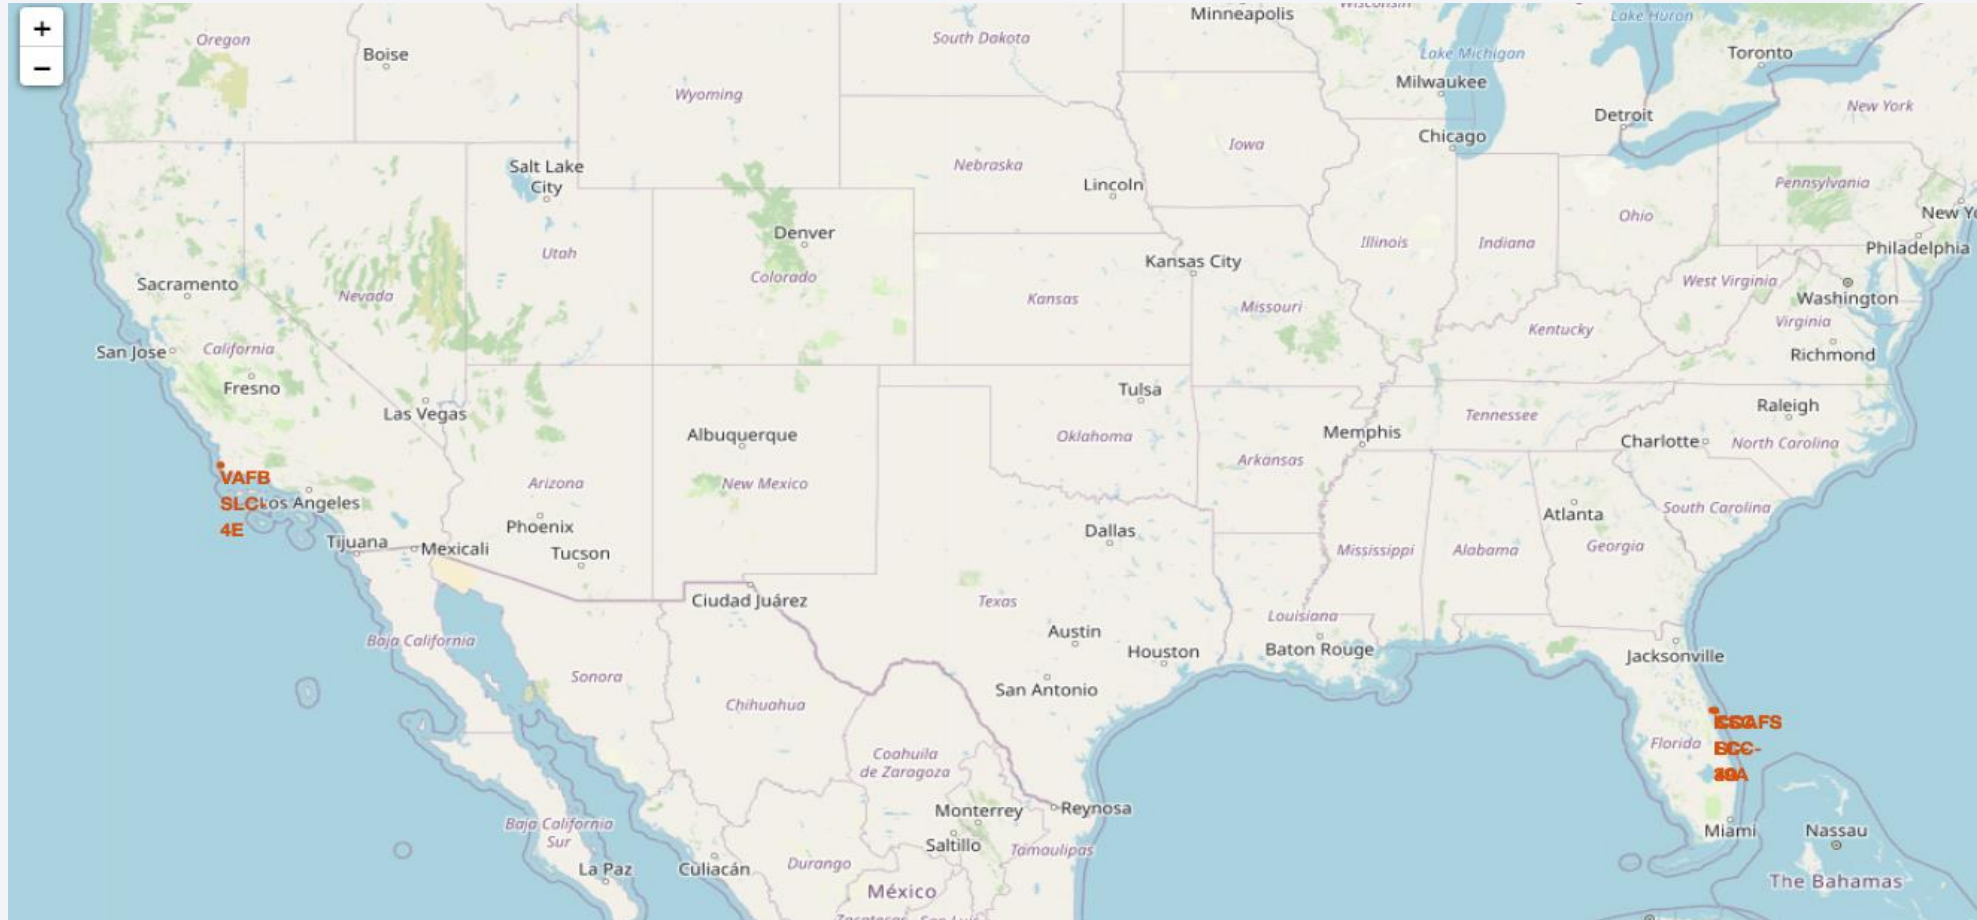 +
−
Minneapolis
Wisconsin
Lake Huron
Oregon
Boise
South Dakota
Lake Michigan
Toronto
Wyoming
Milwaukee
New York
Detroit
Chicago
Iowa
Salt Lake
City
Nebraska
Lincoln
Pennsylvania
New Yo
Ohio
Denver
Illinois
Indiana
Philadelphia
Utah
Kansas City
Colorado
West Virginia
Sacramento
Nevada
Kansas
Missouri
Washington
Virginia
Kentucky
San Jose
California
Richmond
Fresno
Las Vegas
Tulsa
Raleigh
Tennessee
Albuquerque
Oklahoma
Memphis
Charlotte
North Carolina
Arkansas
VAFB
SLC-
4E
Los Angeles
Arizona
New Mexico
South Carolina
Atlanta
Phoenix
Dallas
Tijuana
Mexicali
Tucson
Mississippi
Alabama
Georgia
Ciudad Juárez
Texas
Louisiana
Austin
Baja California
Houston
Baton Rouge
Jacksonville
Sonora
San Antonio
Chihuahua
Florida
Coahuila
de Zaragoza
Monterrey
Reynosa
Baja California
Sur
Miami
Nassau
Saltillo
Tamaulipas
La Paz
Culiacán
Durango
México
The Bahamas
Zacatecas
San Luis